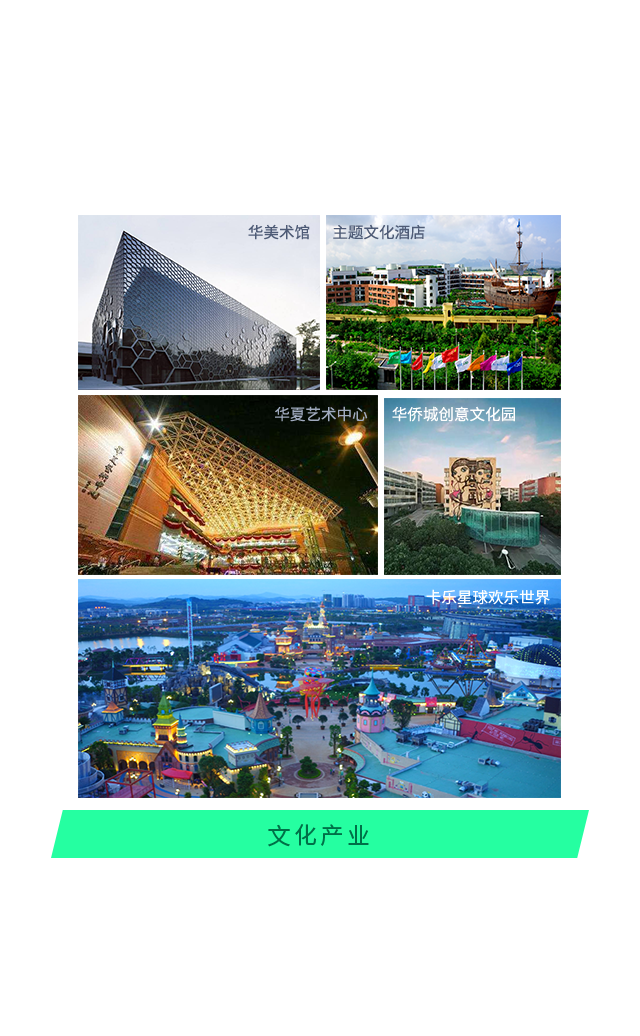 华美术馆
主题文化酒店
华夏艺术中心
华侨城创意文化园
卡乐星球欢乐世界
文化产业